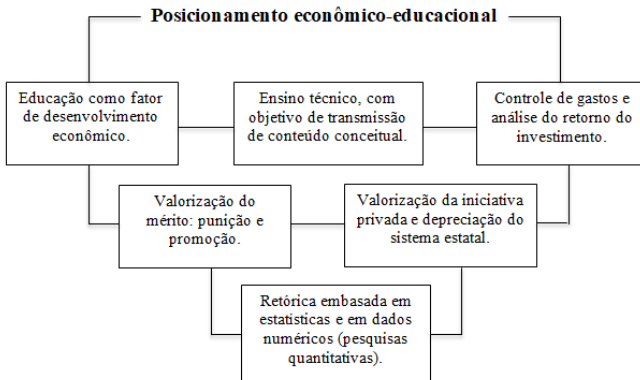 Posicionamento econômico-educacional
Educação como fator
de desenvolvimento
econômico.
Ensino técnico, com
objetivo de transmissão
de conteúdo conceitual.
Controle de gastos e
análise do retorno do
investimento.
Valorização do
mérito: punição e
promoção.
Valorização da iniciativa
privada e depreciação do
sistema estatal.
Retórica embasada em
estatísticas e em dados
numéricos (pesquisas
quantitativas).